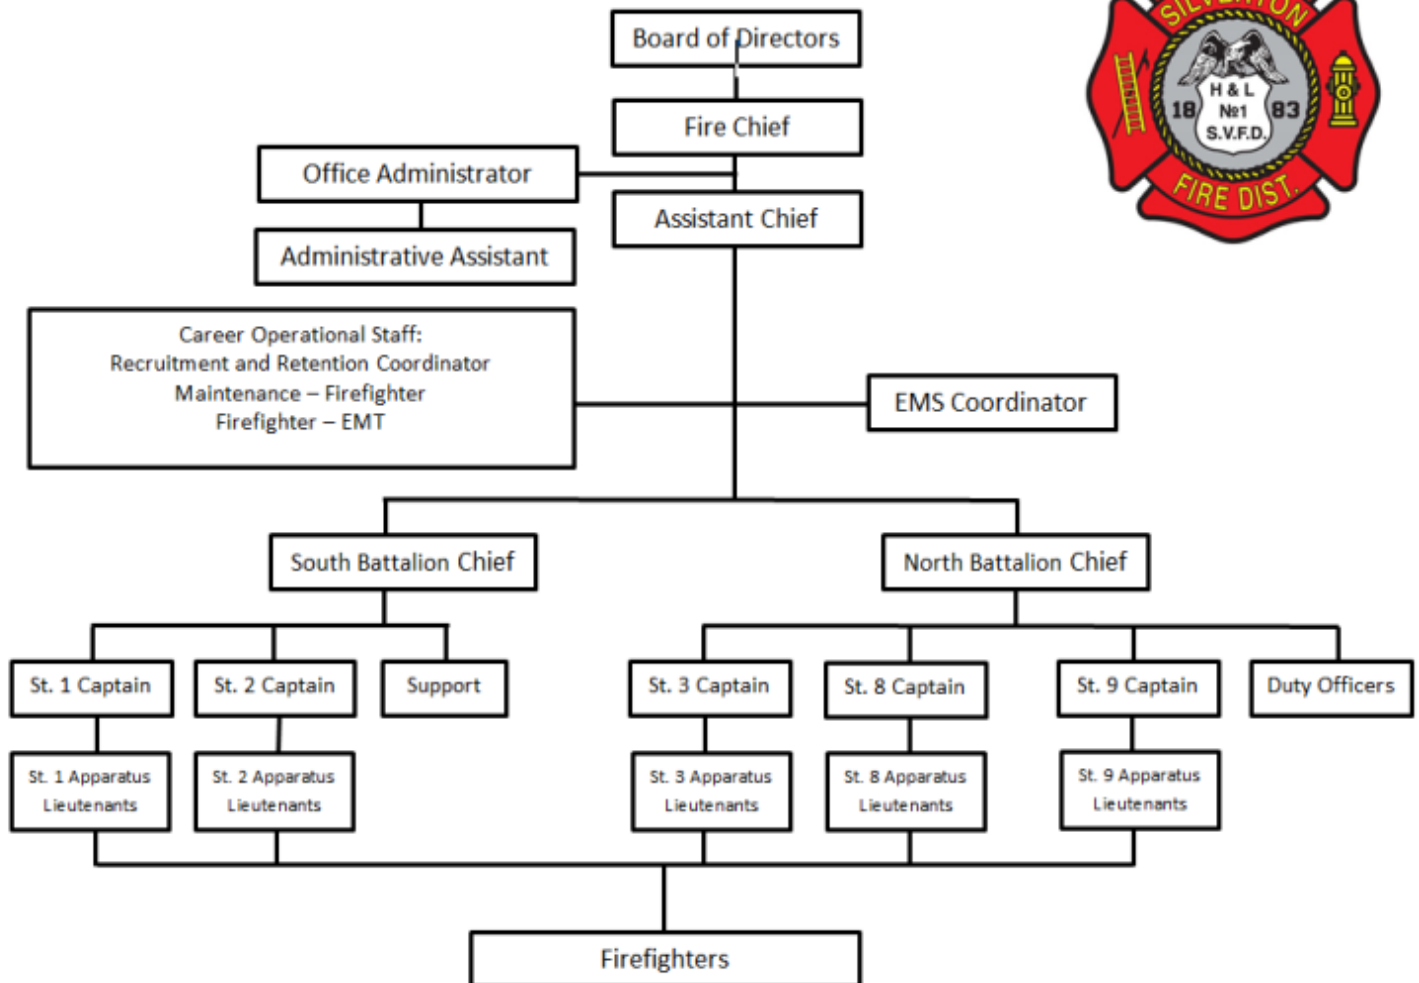 Board of Directors
SILVERTON
H & L
18 №1 83
S.V.F.D.
FIRE DIST.
Fire Chief
Office Administrator
Assistant Chief
Administrative Assistant
Career Operational Staff:
Recruitment and Retention Coordinator
Maintenance – Firefighter
Firefighter – EMT
EMS Coordinator
South Battalion Chief
North Battalion Chief
St. 1 Captain
St. 2 Captain
Support
St. 3 Captain
St. 8 Captain
St. 9 Captain
Duty Officers
St. 1 Apparatus
Lieutenants
St. 2 Apparatus
Lieutenants
St. 3 Apparatus
Lieutenants
St. 8 Apparatus
Lieutenants
St. 9 Apparatus
Lieutenants
Firefighters